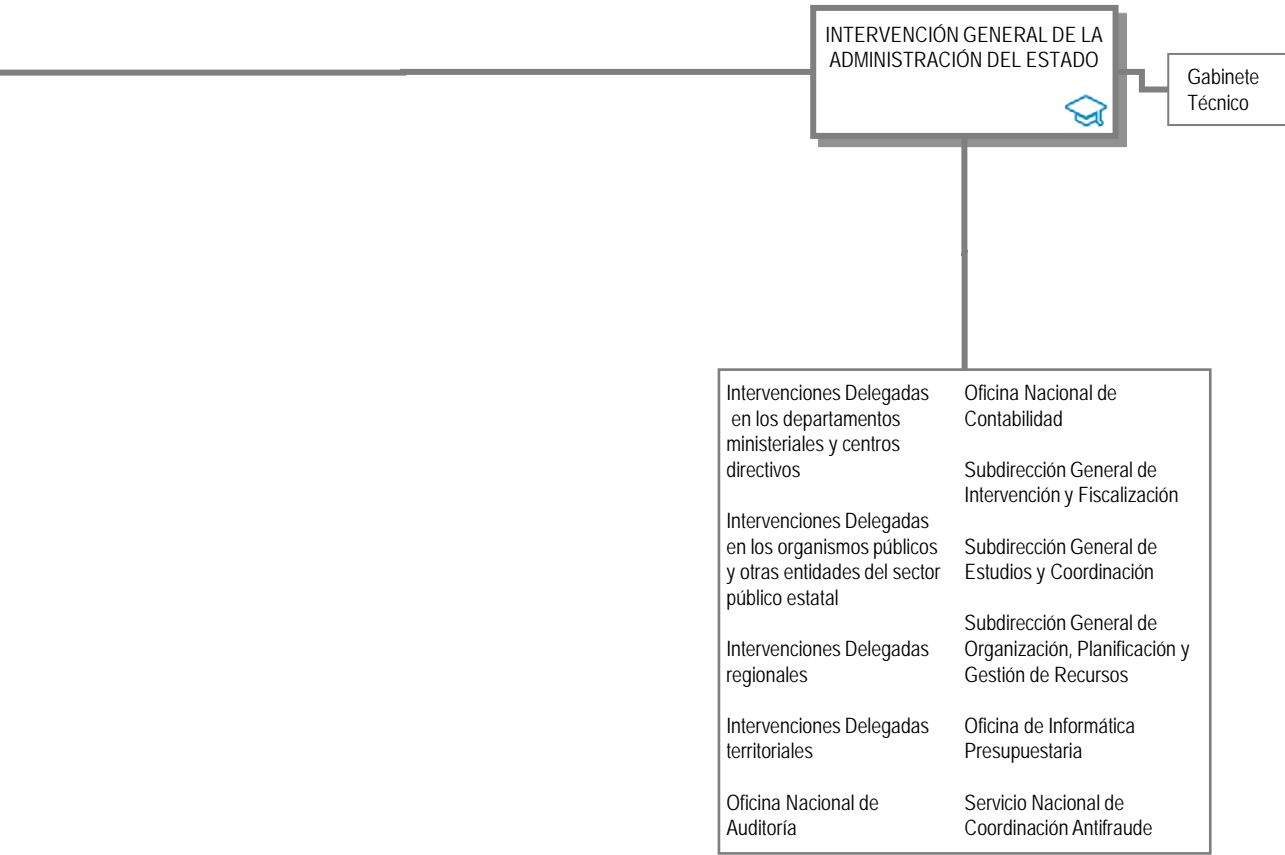 INTERVENCIÓN GENERAL DE LA
ADMINISTRACIÓN DEL ESTADO
Gabinete
Técnico
Intervenciones Delegadas
en los departamentos
ministeriales y centros
directivos
Intervenciones Delegadas
en los organismos públicos
y otras entidades del sector
público estatal
Intervenciones Delegadas
regionales
Intervenciones Delegadas
territoriales
Oficina Nacional de
Auditoría
Oficina Nacional de
Contabilidad
Subdirección General de
Intervención y Fiscalización
Subdirección General de
Estudios y Coordinación
Subdirección General de
Organización, Planificación y
Gestión de Recursos
Oficina de Informática
Presupuestaria
Servicio Nacional de
Coordinación Antifraude